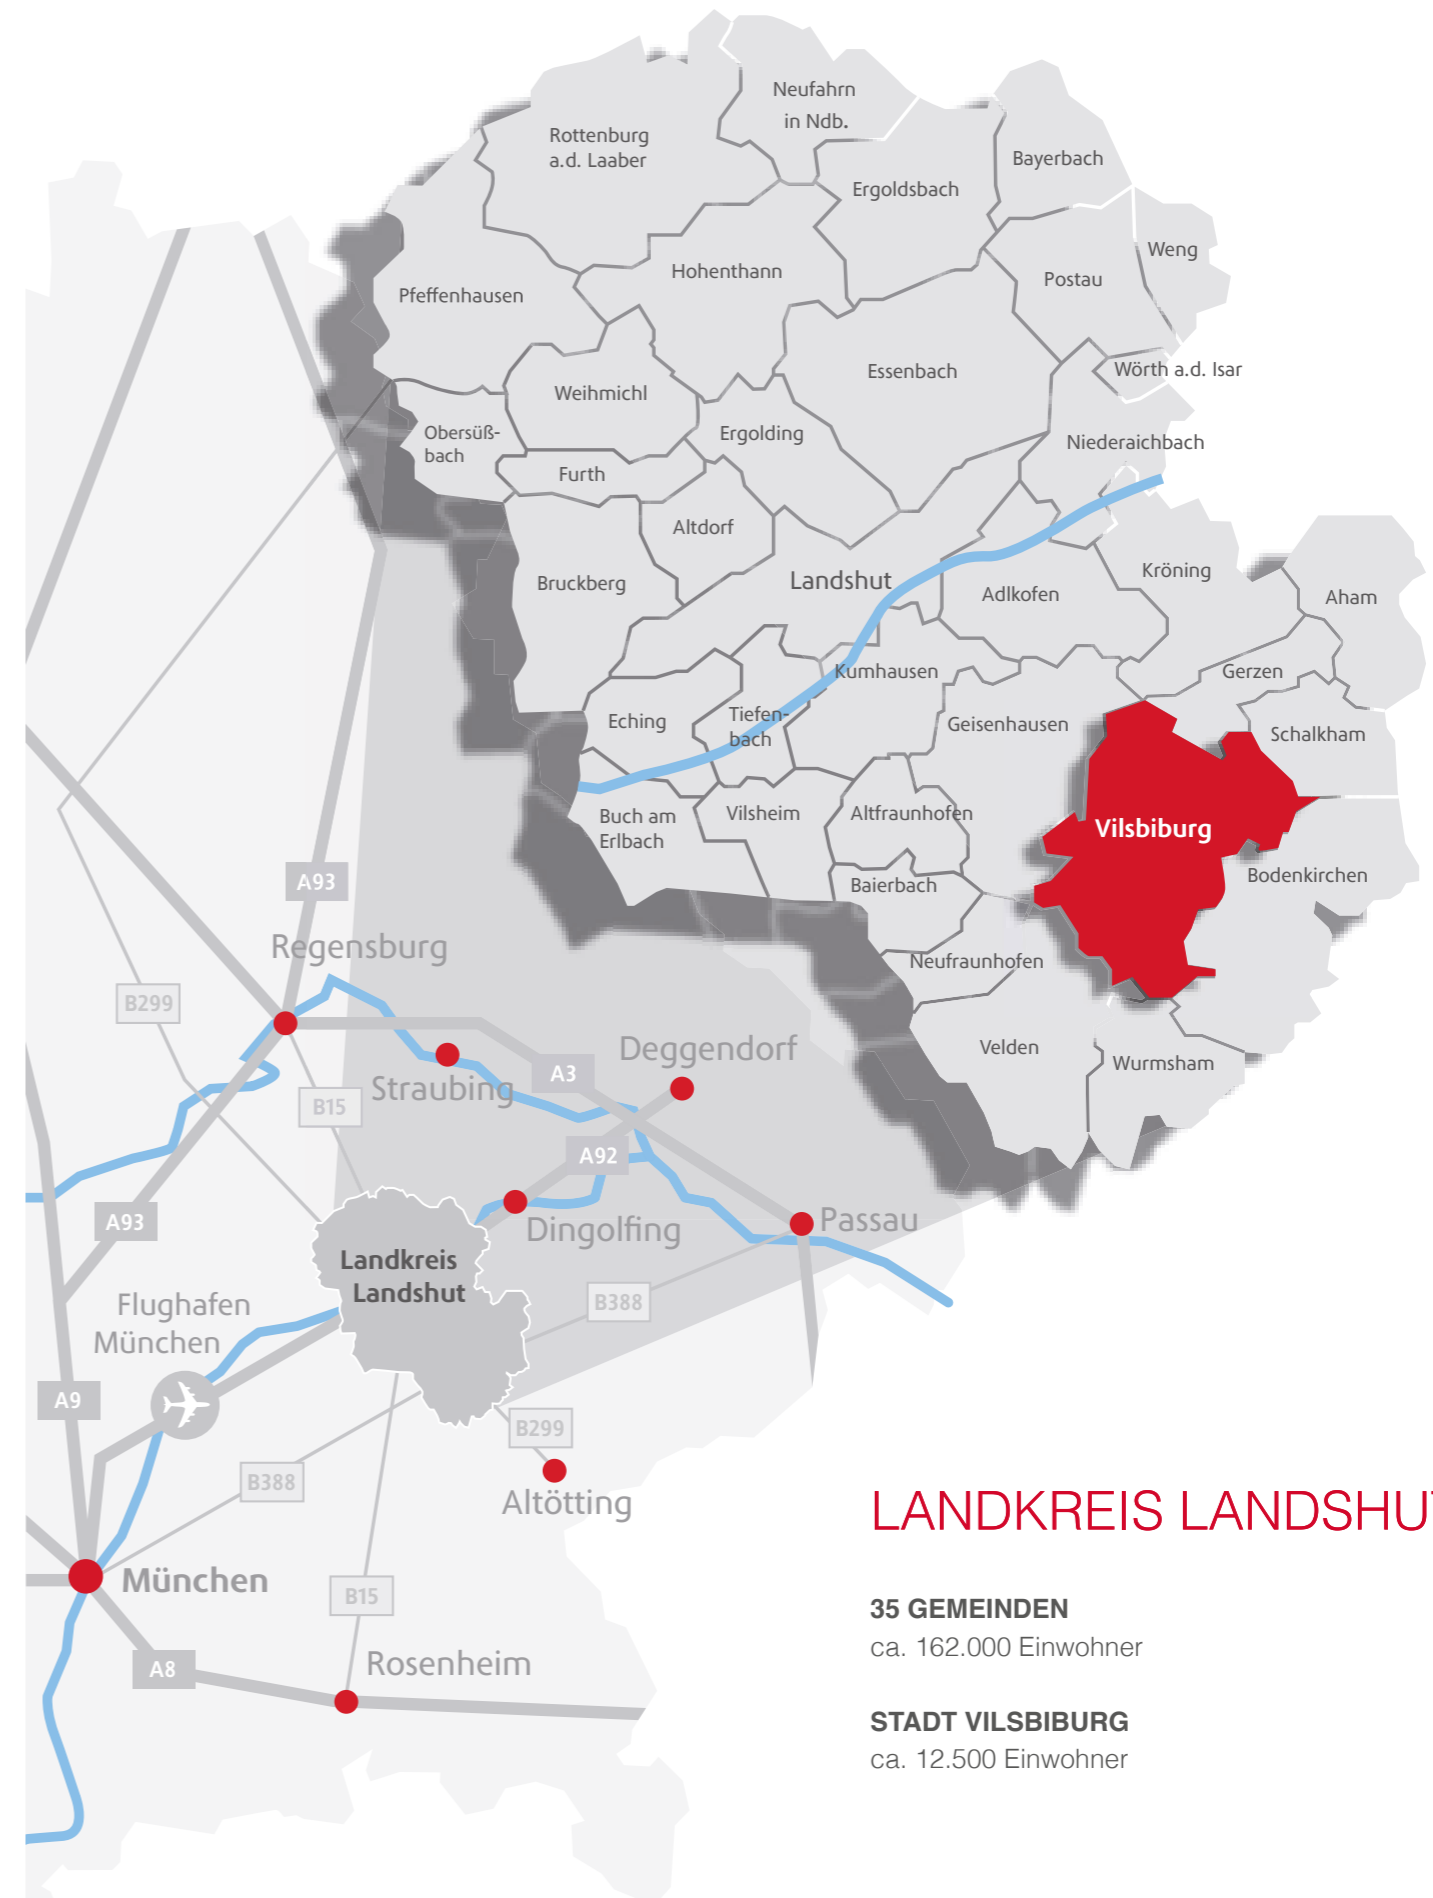 Neufahrn
in Ndb.
Rottenburg
a.d. Laaber
Bayerbach
Ergoldsbach
Weng
Hohenthann
Postau
Pfeffenhausen
Essenbach
Wörth a.d. Isar
Weihmichl
Obersüß-
bach
Ergolding
Niederaichbach
Furth
Altdorf
Landshut
Bruckberg
Kröning
Adlkofen
Aham
Kumhausen
Gerzen
Eching
Tiefen-
bach
Geisenhausen
Schalkham
Buch am
Erlbach
Vilsheim
Altfraunhofen
Vilsbiburg
Baierbach
Bodenkirchen
Neufraunhofen
Velden
Wurmsham
A93
Regensburg
B299
Deggendorf
A3
Straubing
B15
A92
A93
Dingolfing
Passau
Landkreis
Landshut
Flughafen
München
B388
A9
B299
B388
Altötting
München
B15
A8
Rosenheim
LANDKREIS LANDSHUT
35 GEMEINDEN
ca. 162.000 Einwohner
STADT VILSBIBURG
ca. 12.500 Einwohner